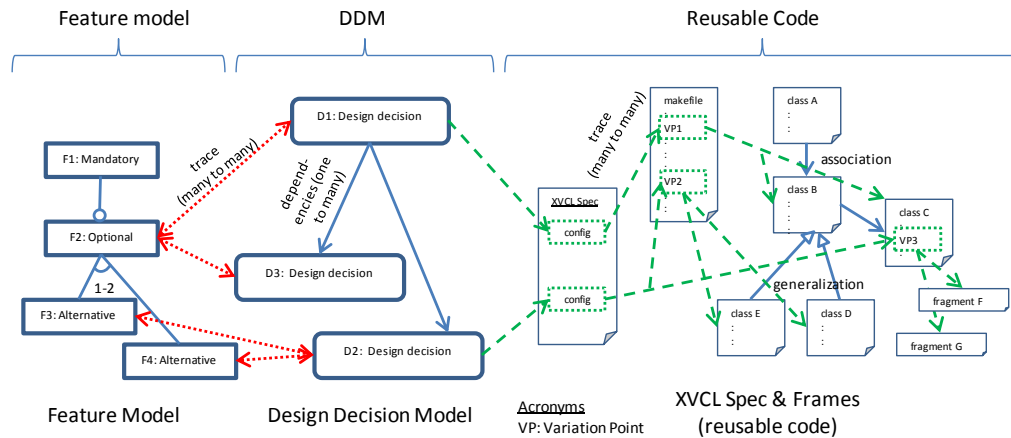 Feature model
DDM
Reusable Code
F1: Mandatory
F2: Optional
1-2
F3: Alternative
F4: Alternative
trace
(many to many)
D1: Design decision
depend-
encies (one
to many)
D3: Design decision
D2: Design decision
XVCL Spec
config
config
trace
(many to many)
makefile
VP1
:
.
VP2
.
:
class A
:
:
association
class B
:
:
class C
:
VP3
:
generalization
class E
:
:
class D
:
:
fragment F
fragment G
Feature Model
Design Decision Model
Acronyms
VP: Variation Point
XVCL Spec & Frames
(reusable code)